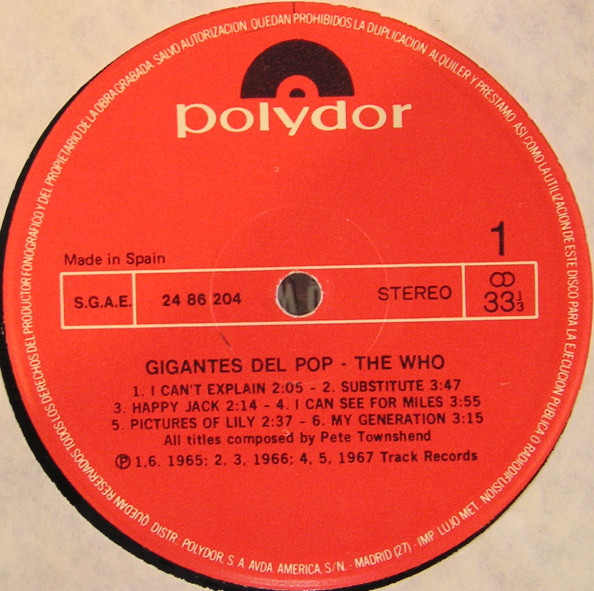 QUEDAN RESERVADOS TODOS LOS DERECHOS DEL PRODUCTOR FONOGRAFICO Y DEL PROPIETARIO DE LA OBRA GRABADA. SALVO AUTORIZACION, QUEDAN PROHIBIDOS LA DUPLICACION, ALQUILER Y PRESTAMO, ASI COMO LA UTILIZACION DE ESTE DISCO PARA LA EJECUCION PUBLICA O RADIODIFUSION
polydor
Made in Spain
1
S.G.A.E. 24 86 204 STEREO 33 1/3
GIGANTES DEL POP - THE WHO
1. I CAN'T EXPLAIN 2:05 - 2. SUBSTITUTE 3:47
3. HAPPY JACK 2:14 - 4. I CAN SEE FOR MILES 3:55
5. PICTURES OF LILY 2:37 - 6. MY GENERATION 3:15
All titles composed by Pete Townshend
Ⓟ 1,6. 1965; 2, 3, 1966; 4, 5, 1967 Track Records
DISTR. POLYDOR, S. A. AVDA. AMERICA, S/N. - MADRID (27) - IMP. LUJO MET.